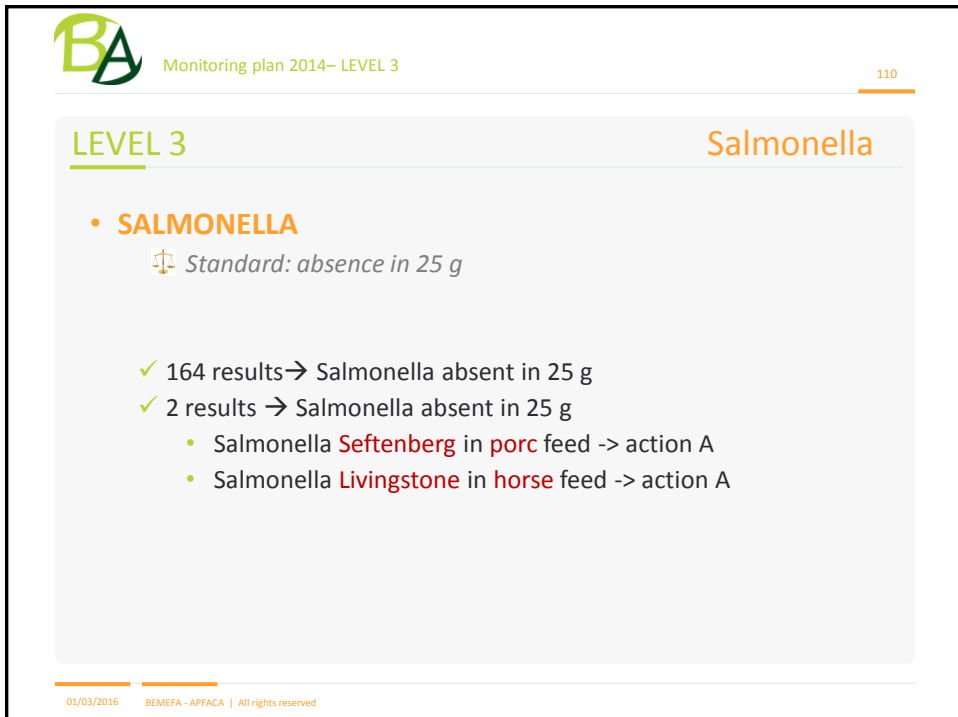 BA
Monitoring plan 2014– LEVEL 3
110
LEVEL 3
Salmonella
• SALMONELLA
Standard: absence in 25 g
✓ 164 results→ Salmonella absent in 25 g
✓ 2 results → Salmonella absent in 25 g
• Salmonella Seftenberg in porc feed -> action A
• Salmonella Livingstone in horse feed -> action A
01/03/2016 BEMEFA - APFACA | All rights reserved